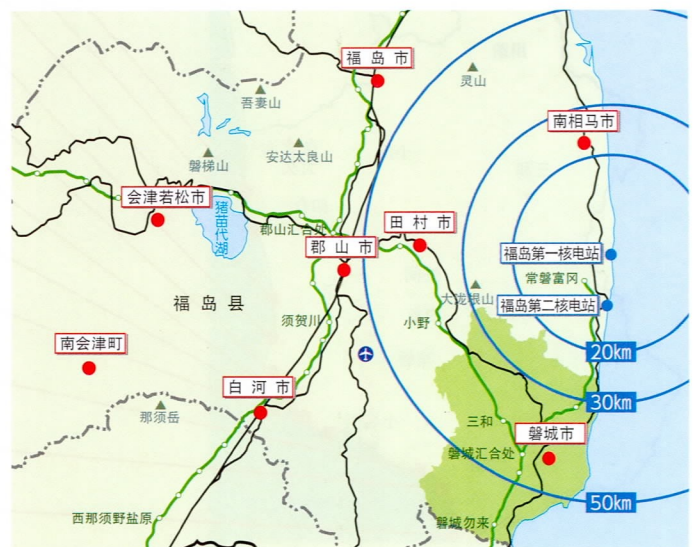 福岛市
灵山
吾妻山
南相马市
磐梯山
安达太良山
会津若松市
猪苗代湖
田村市
郡山汇合处
郡山市
福岛第一核电站
常磐富冈
大泷根山
福岛县
福岛第二核电站
须贺川
小野
南会津町
20km
白河市
30km
那须岳
三和
磐城市
磐城汇合处
50km
西那须野盐原
磐城勿来